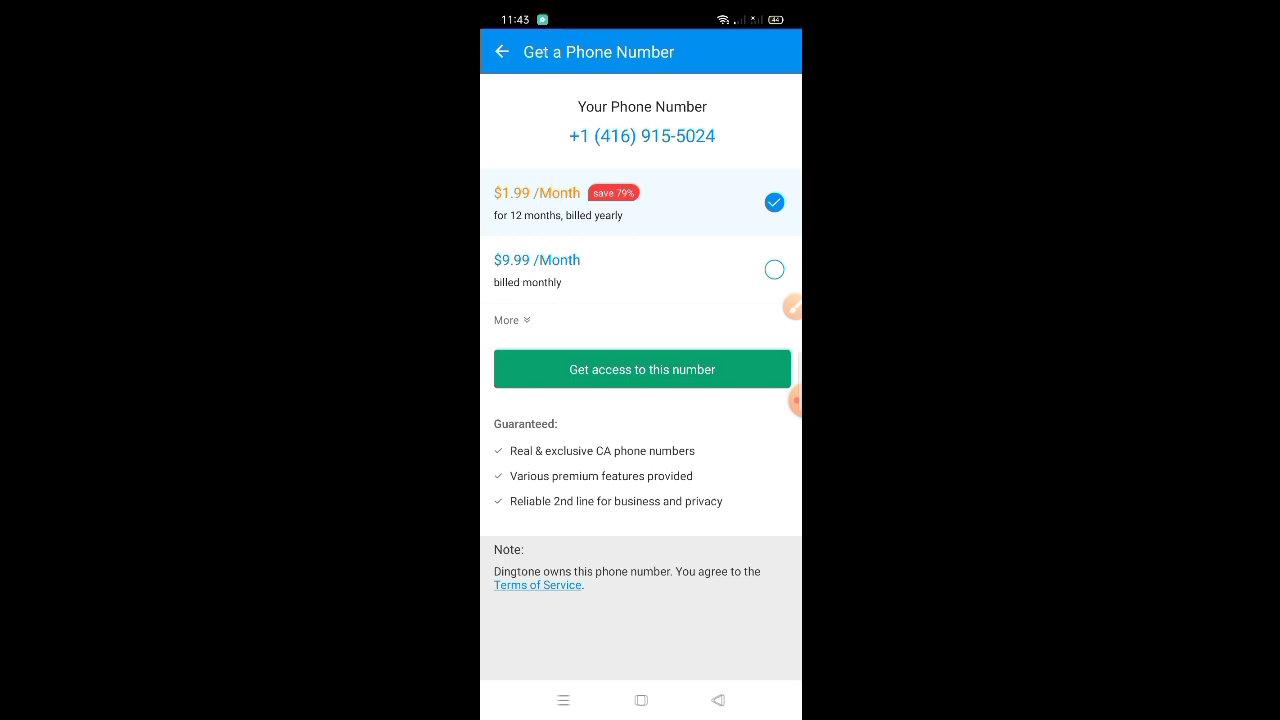 11:43
44
Get a Phone Number
Your Phone Number
+1 (416) 915-5024
$1.99 /Month save 79%
for 12 months, billed yearly
$9.99 /Month
billed monthly
More
Get access to this number
Guaranteed:
Real & exclusive CA phone numbers
Various premium features provided
Reliable 2nd line for business and privacy
Note:
Dingtone owns this phone number. You agree to the
Terms of Service.